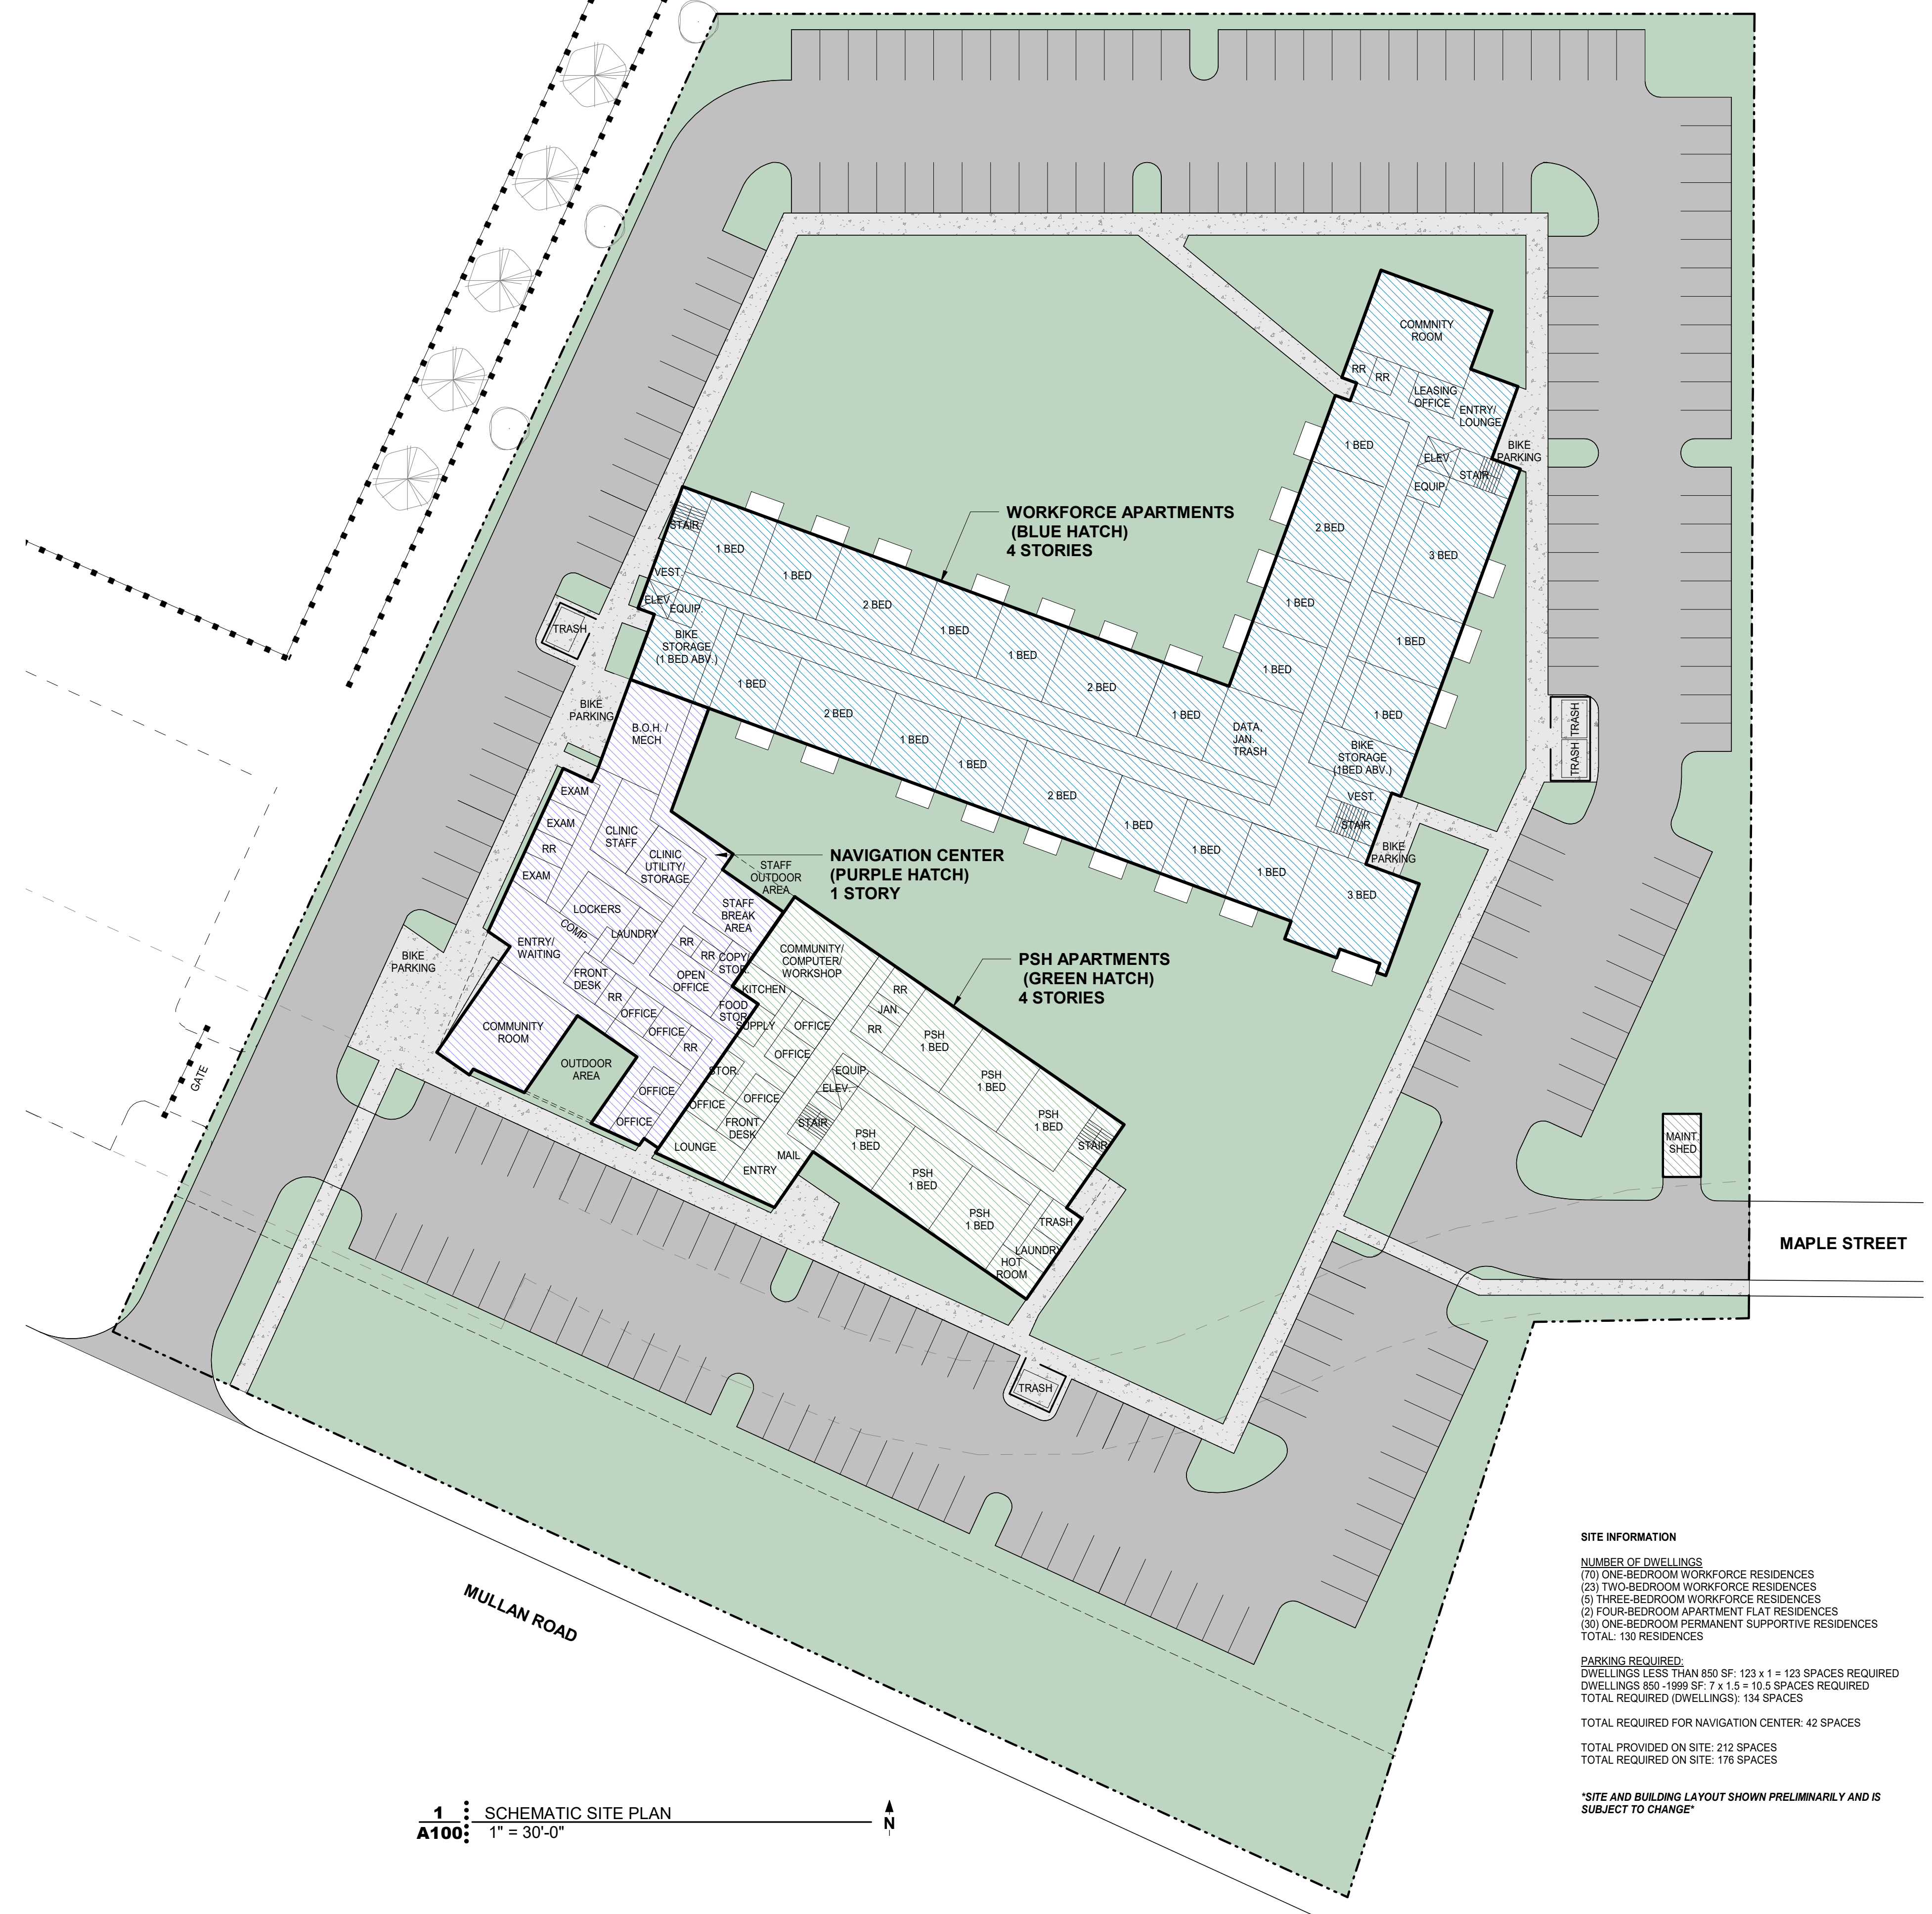 COMMNITY
ROOM
RR
RR
LEASING
OFFICE
ENTRY/
LOUNGE
BIKE
PARKING
1 BED
ELEV.
STAIR
EQUIP.
2 BED
3 BED
1 BED
1 BED
1 BED
1 BED
WORKFORCE APARTMENTS
(BLUE HATCH)
4 STORIES
STAIR
1 BED
VEST.
1 BED
ELEV
EQUIP.
2 BED
TRASH
BIKE
STORAGE
(1 BED ABV.)
1 BED
1 BED
2 BED
1 BED
1 BED
2 BED
1 BED
1 BED
2 BED
1 BED
1 BED
1 BED
3 BED
DATA,
JAN.
TRASH
BIKE
STORAGE
(1BED ABV.)
VEST.
STAIR
BIKE
PARKING
TRASH
TRASH
BIKE
PARKING
B.O.H. /
MECH
EXAM
EXAM
RR
EXAM
CLINIC
STAFF
CLINIC
UTILITY/
STORAGE
NAVIGATION CENTER
(PURPLE HATCH)
1 STORY
STAFF
OUTDOOR
AREA
STAFF
BREAK
AREA
LOCKERS
COMP.
LAUNDRY
ENTRY/
WAITING
RR
RR
COPY/
STOR.
BIKE
PARKING
FRONT
DESK
OPEN
OFFICE
RR
OFFICE
FOOD
STOR
OFFICE
RR
COMMUNITY
ROOM
OUTDOOR
AREA
OFFICE
OFFICE
COMMUNITY/
COMPUTER/
WORKSHOP
KITCHEN
SUPPLY
OFFICE
OFFICE
RR
JAN.
RR
PSH APARTMENTS
(GREEN HATCH)
4 STORIES
PSH
1 BED
PSH
1 BED
PSH
1 BED
STAIR
STOR
EQUIP.
ELEV.
OFFICE
OFFICE
FRONT
DESK
STAIR
LOUNGE
MAIL
ENTRY
PSH
1 BED
PSH
1 BED
PSH
1 BED
TRASH
LAUNDRY
HOT
ROOM
TRASH
GATE
MAINT.
SHED
MAPLE STREET
MULLAN ROAD
SITE INFORMATION
NUMBER OF DWELLINGS
(70) ONE-BEDROOM WORKFORCE RESIDENCES
(23) TWO-BEDROOM WORKFORCE RESIDENCES
(5) THREE-BEDROOM WORKFORCE RESIDENCES
(2) FOUR-BEDROOM APARTMENT FLAT RESIDENCES
(30) ONE-BEDROOM PERMANENT SUPPORTIVE RESIDENCES
TOTAL: 130 RESIDENCES
PARKING REQUIRED:
DWELLINGS LESS THAN 850 SF: 123 x 1 = 123 SPACES REQUIRED
DWELLINGS 850 -1999 SF: 7 x 1.5 = 10.5 SPACES REQUIRED
TOTAL REQUIRED (DWELLINGS): 134 SPACES
TOTAL REQUIRED FOR NAVIGATION CENTER: 42 SPACES
TOTAL PROVIDED ON SITE: 212 SPACES
TOTAL REQUIRED ON SITE: 176 SPACES
*SITE AND BUILDING LAYOUT SHOWN PRELIMINARILY AND IS
SUBJECT TO CHANGE*
1
A100
SCHEMATIC SITE PLAN
1" = 30'-0"
N